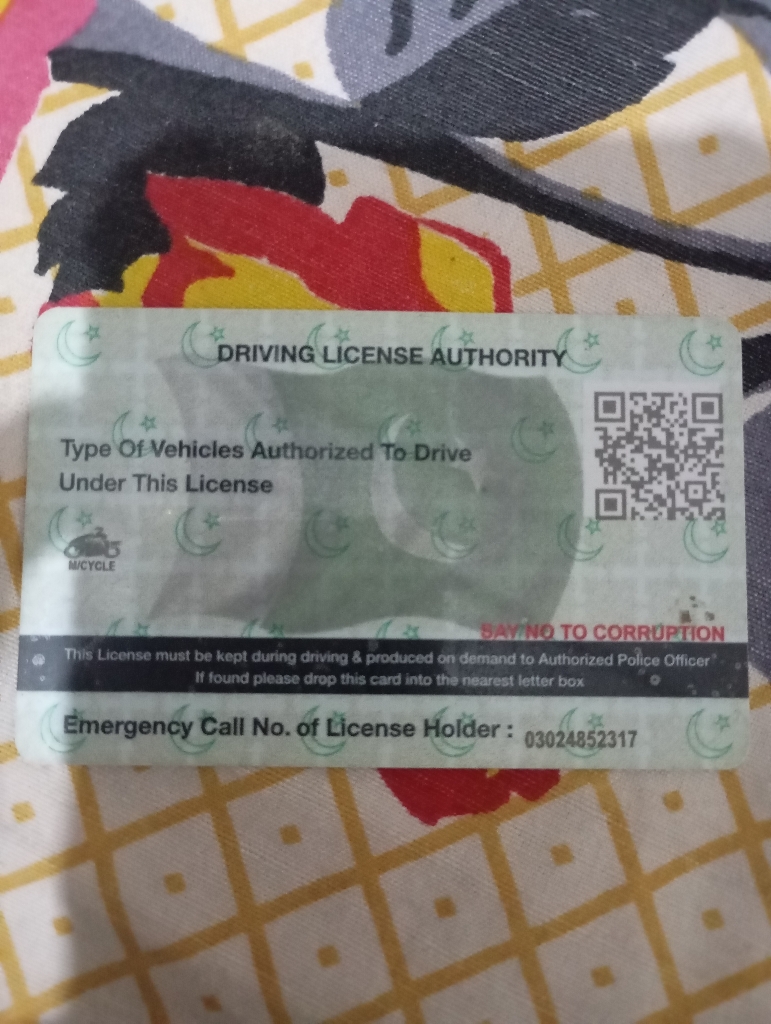 DRIVING LICENSE AUTHORITY
Type Of Vehicles Authorized To Drive
Under This License
M/CYCLE
SAY NO TO CORRUPTION
This License must be kept during driving & produced on demand to Authorized Police Officer
If found please drop this card into the nearest letter box
Emergency Call No. of License Holder : 03024852317